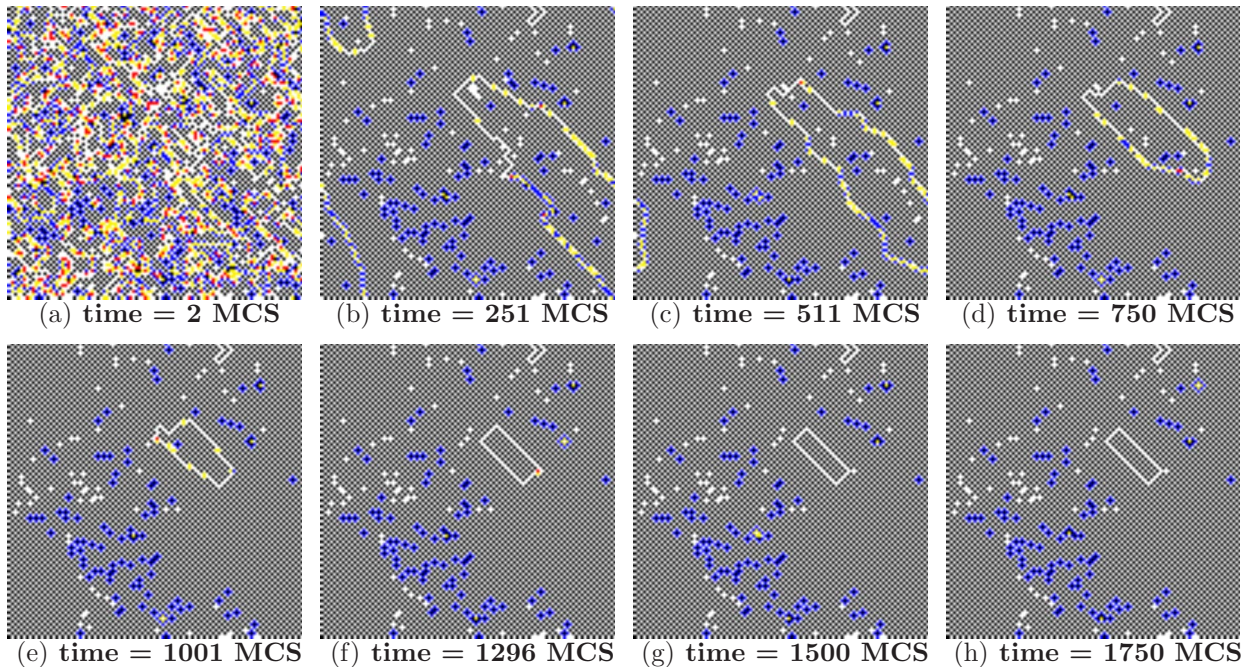 (a) time = 2 MCS
(b) time = 251 MCS
(c) time = 511 MCS
(d) time = 750 MCS
(e) time = 1001 MCS
(f) time = 1296 MCS
(g) time = 1500 MCS
(h) time = 1750 MCS